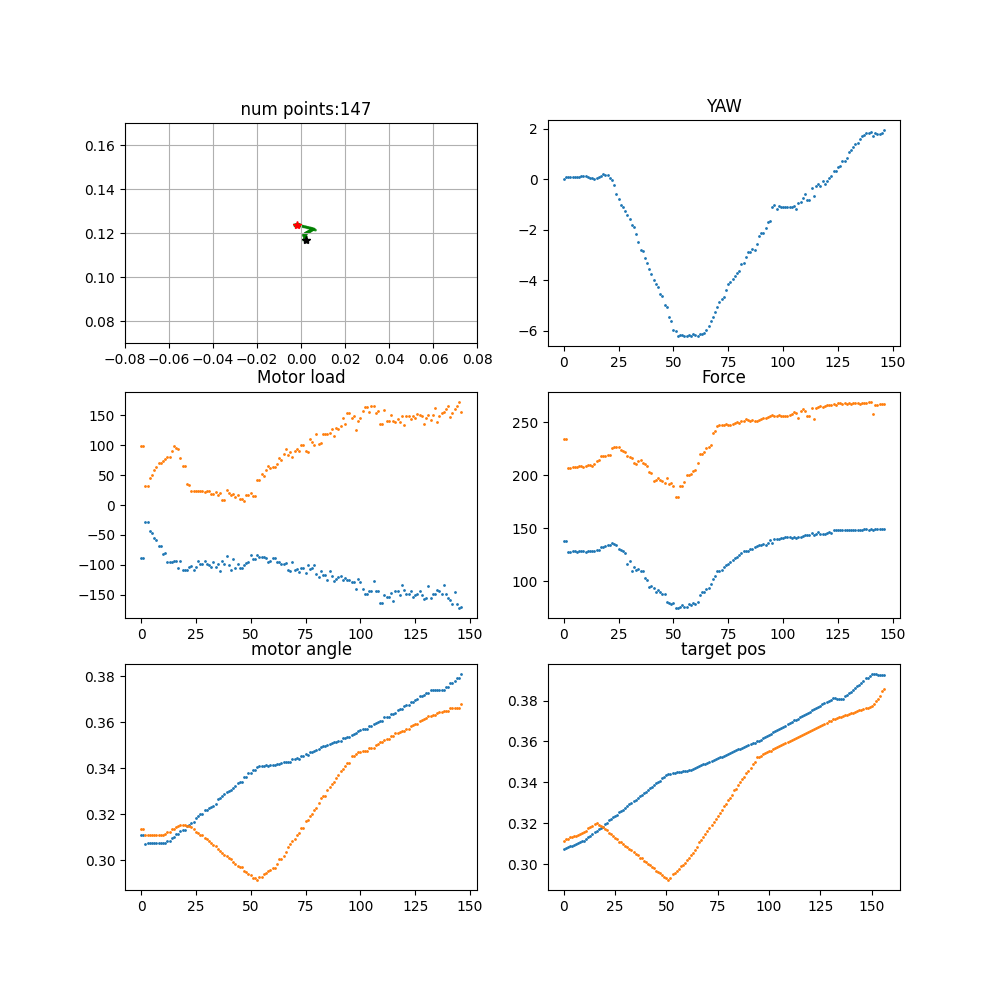 num points:147
YAW
0.16
0.14
0.12
0.10
0.08
−0.08 −0.06 −0.04 −0.02 0.00 0.02 0.04 0.06 0.08
2
0
−2
−4
−6
0 25 50 75 100 125 150
Motor load
Force
150
100
50
0
−50
−100
−150
0 25 50 75 100 125 150
250
200
150
100
0 25 50 75 100 125 150
motor angle
target pos
0.38
0.36
0.34
0.32
0.30
0 25 50 75 100 125 150
0.38
0.36
0.34
0.32
0.30
0 25 50 75 100 125 150